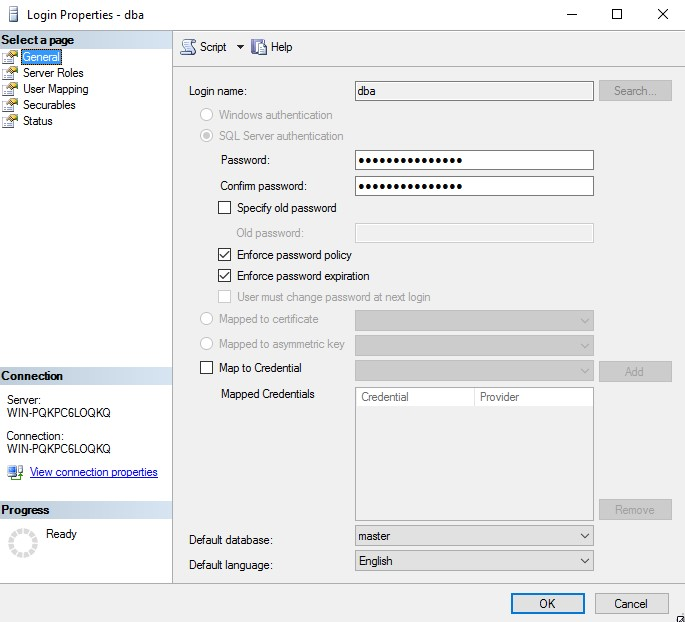 Login Properties - dba
Select a page
General
Server Roles
User Mapping
Securables
Status
Connection
Server:
WIN-PQKPC6LOQKQ
Connection:
WIN-PQKPC6LOQKQ
View connection properties
Progress
Ready
Script
Help
Login name: dba Search...
Windows authentication
SQL Server authentication
Password: ●●●●●●●●●●●●●●●
Confirm password: ●●●●●●●●●●●●●●●
Specify old password
Old password:
Enforce password policy
Enforce password expiration
User must change password at next login
Mapped to certificate
Mapped to asymmetric key
Map to Credential Add
Mapped Credentials Credential Provider
Remove
Default database: master
Default language: English
OK Cancel